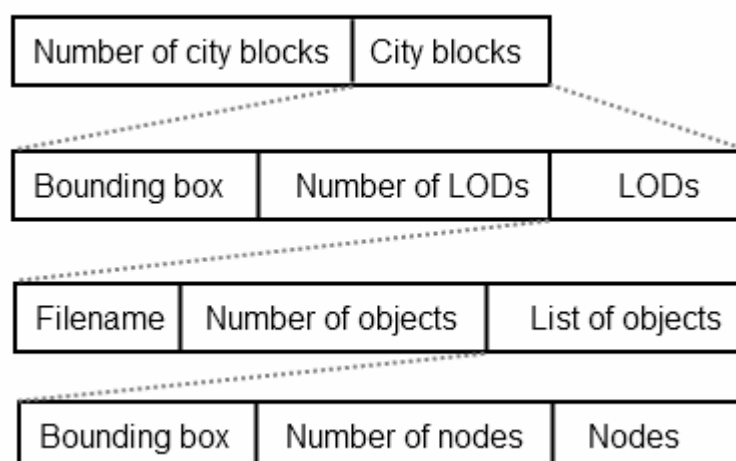 Number of city blocks City blocks
Bounding box Number of LODs LODs
Filename Number of objects List of objects
Bounding box Number of nodes Nodes